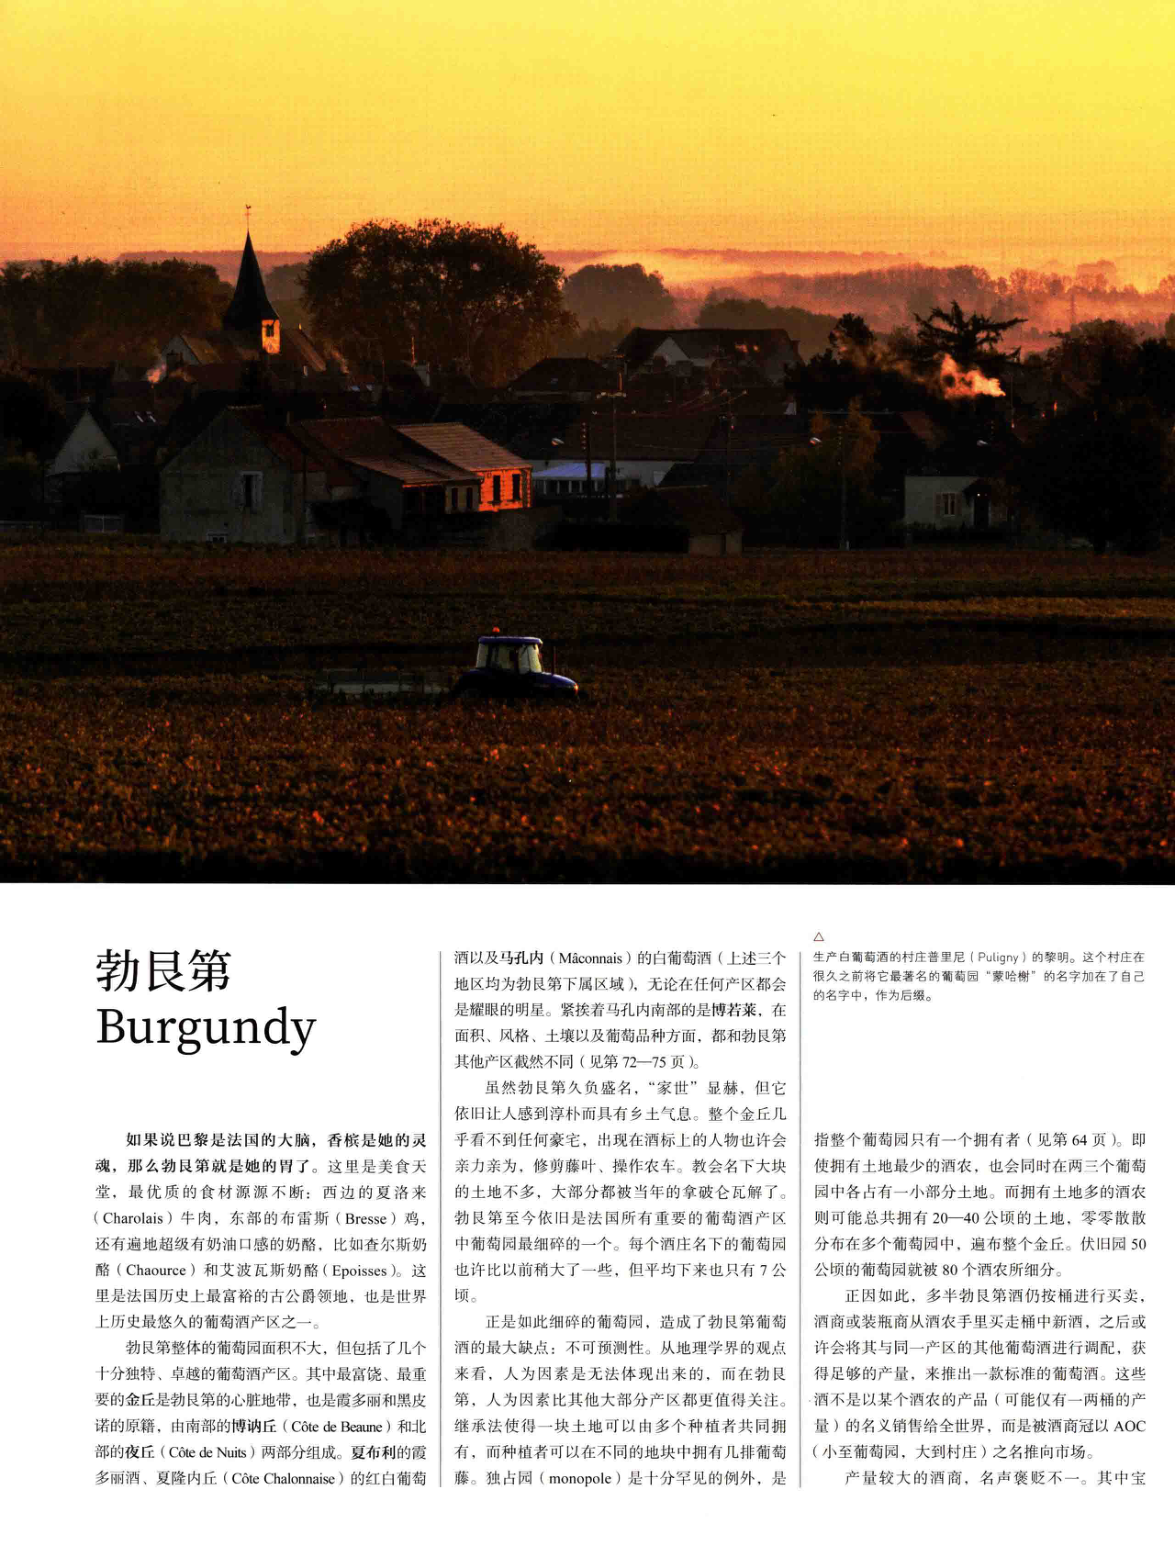 勃艮第
Burgundy
如果说巴黎是法国的大脑，香槟是她的灵
魂，那么勃艮第就是她的胃了。这里是美食天
堂，最优质的食材源源不断：西边的夏洛来
（Charolais）牛肉，东部的布雷斯（Bresse）鸡，
还有遍地超级有奶油口感的奶酪，比如查尔斯奶
酪（Chaource）和艾波瓦斯奶酪（Epoisses）。这
里是法国历史上最富裕的古公爵领地，也是世界
上历史最悠久的葡萄酒产区之一。
勃艮第整体的葡萄园面积不大，但包括了几个
十分独特、卓越的葡萄酒产区。其中最富饶、最重
要的金丘是勃艮第的心脏地带，也是霞多丽和黑皮
诺的原籍，由南部的博讷丘（Côte de Beaune）和北
部的夜丘（Côte de Nuits）两部分组成。夏布利的霞
多丽酒、夏隆内丘（Côte Chalonnaise）的红白葡萄
酒以及马孔内（Mâconnais）的白葡萄酒（上述三个
地区均为勃艮第下属区域），无论在任何产区都会
是耀眼的明星。紧挨着马孔内南部的是博若莱，在
面积、风格、土壤以及葡萄品种方面，都和勃艮第
其他产区截然不同（见第 72—75 页）。
虽然勃艮第久负盛名，“家世”显赫，但它
依旧让人感到淳朴而具有乡土气息。整个金丘几
乎看不到任何豪宅，出现在酒标上的人物也许会
亲力亲为，修剪藤叶、操作农车。教会名下大块
的土地不多，大部分都被当年的拿破仑瓦解了。
勃艮第至今依旧是法国所有重要的葡萄酒产区
中葡萄园最细碎的一个。每个酒庄名下的葡萄园
也许比以前稍大了一些，但平均下来也只有 7 公
顷。
正是如此细碎的葡萄园，造成了勃艮第葡萄
酒的最大缺点：不可预测性。从地理学界的观点
来看，人为因素是无法体现出来的，而在勃艮
第，人为因素比其他大部分产区都更值得关注。
继承法使得一块土地可以由多个种植者共同拥
有，而种植者可以在不同的地块中拥有几排葡萄
藤。独占园（monopole）是十分罕见的例外，是
△
生产白葡萄酒的村庄普里尼（Puligny）的黎明。这个村庄在
很久之前将它最著名的葡萄园“蒙哈榭”的名字加在了自己
的名字中，作为后缀。
指整个葡萄园只有一个拥有者（见第 64 页）。即
使拥有土地最少的酒农，也会同时在两三个葡萄
园中各占有一小部分土地。而拥有土地多的酒农
则可能总共拥有 20—40 公顷的土地，零零散散
分布在多个葡萄园中，遍布整个金丘。伏旧园 50
公顷的葡萄园就被 80 个酒农所细分。
正因如此，多半勃艮第酒仍按桶进行买卖，
酒商或装瓶商从酒农手里买走桶中新酒，之后或
许会将其与同一产区的其他葡萄酒进行调配，获
得足够的产量，来推出一款标准的葡萄酒。这些
酒不是以某个酒农的产品（可能仅有一两桶的产
量）的名义销售给全世界，而是被酒商冠以 AOC
（小至葡萄园，大到村庄）之名推向市场。
产量较大的酒商，名声褒贬不一。其中宝